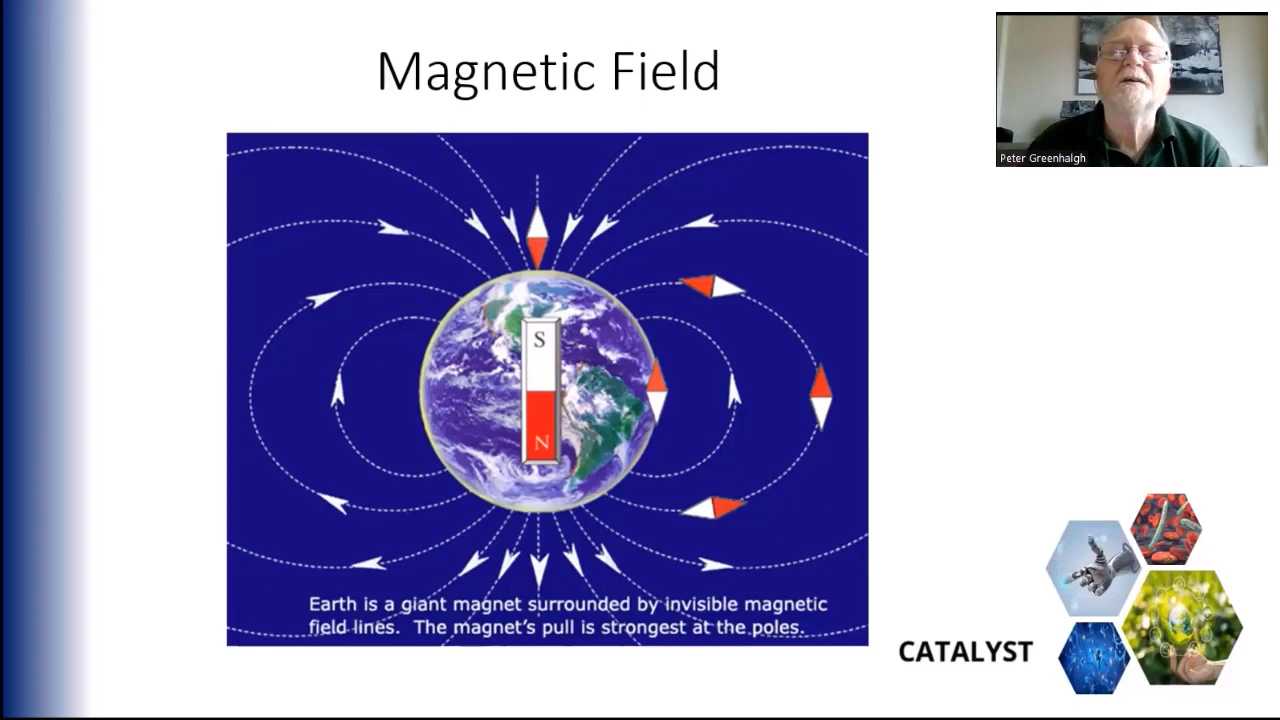 Magnetic Field
Peter Greenhalgh
S
N
Earth is a giant magnet surrounded by invisible magnetic
field lines. The magnet's pull is strongest at the poles.
CATALYST